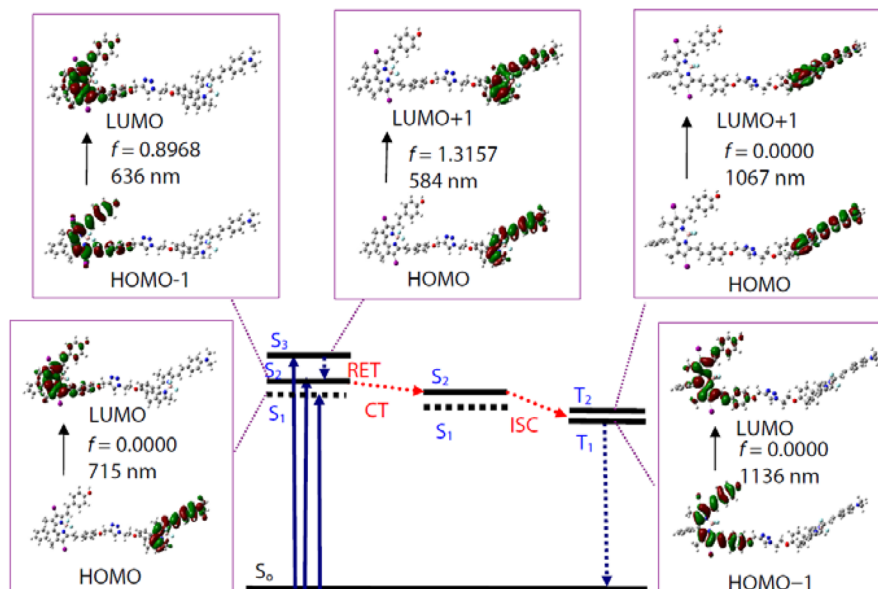 LUMO
f = 0.8968
636 nm
HOMO-1
LUMO+1
f = 1.3157
584 nm
HOMO
LUMO+1
f = 0.0000
1067 nm
HOMO
LUMO
f = 0.0000
715 nm
HOMO
S₃
S₂
RET
S₁
CT
S₂
S₁
ISC
T₂
T₁
S₀
LUMO
f = 0.0000
1136 nm
HOMO−1